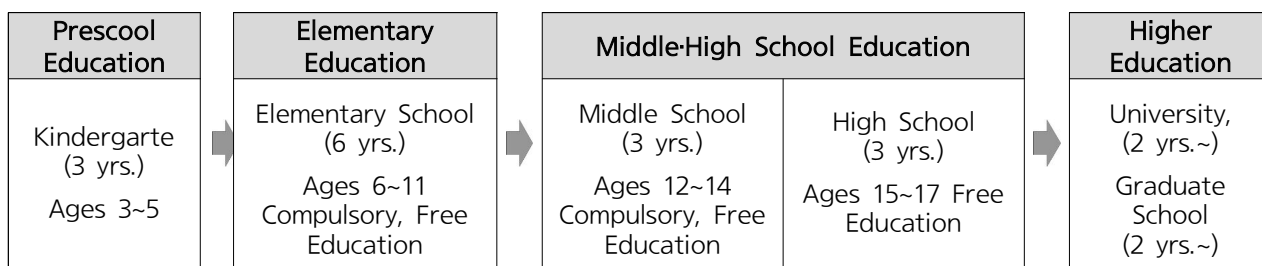 Prescool
Education
Kindergarte
(3 yrs.)
Ages 3~5
Elementary
Education
Elementary School
(6 yrs.)
Ages 6~11
Compulsory, Free
Education
Middle·High School Education
Middle School
(3 yrs.)
Ages 12~14
Compulsory, Free
Education
High School
(3 yrs.)
Ages 15~17 Free
Education
Higher
Education
University,
(2 yrs.~)
Graduate
School
(2 yrs.~)